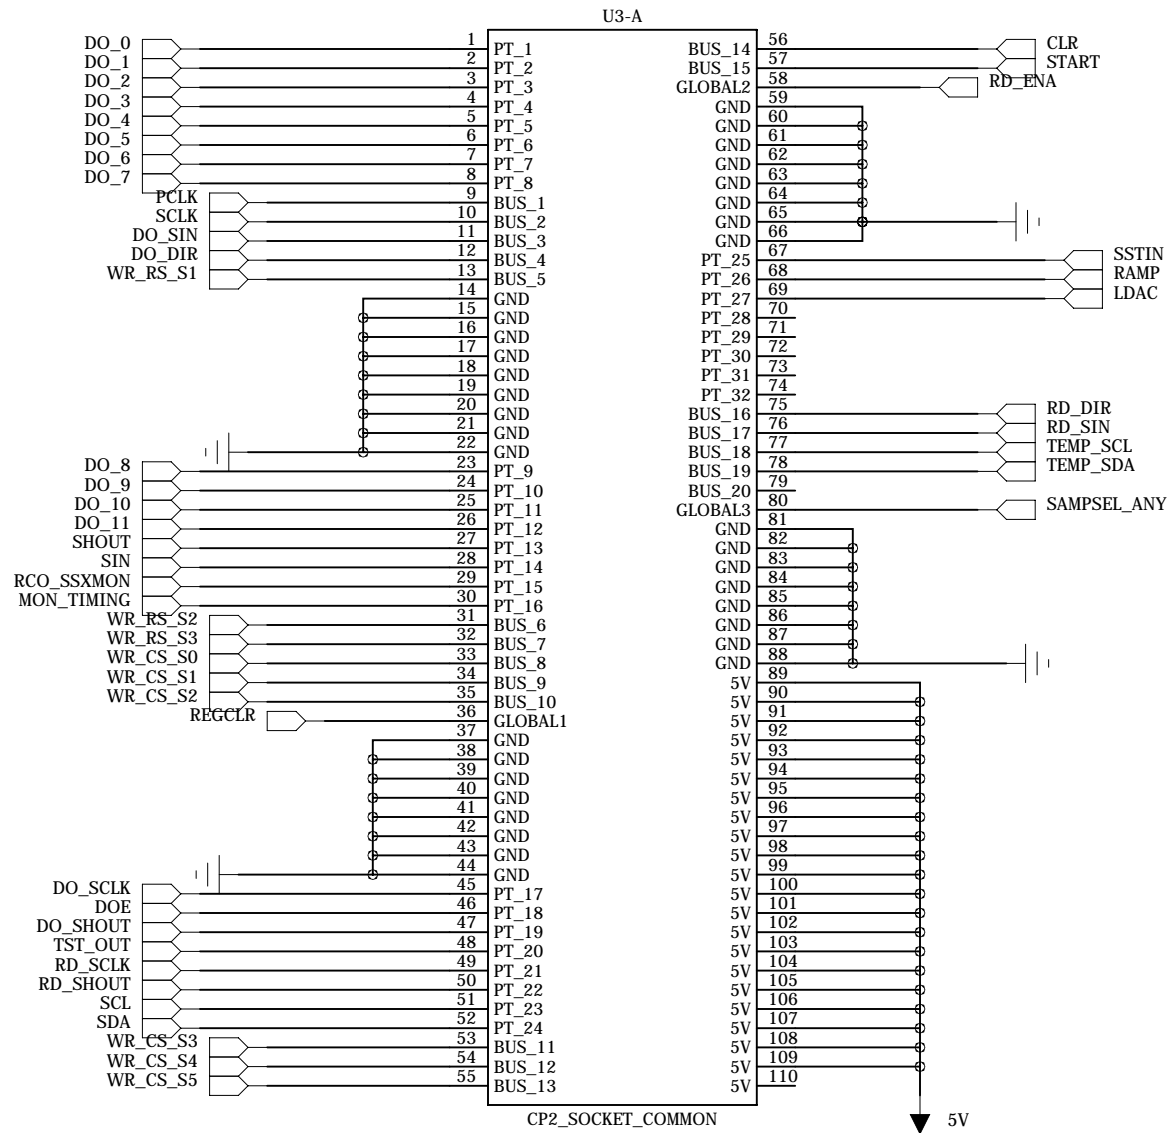 U3-A
DO_0 1 PT_1
DO_1 2 PT_2
DO_2 3 PT_3
DO_3 4 PT_4
DO_4 5 PT_5
DO_5 6 PT_6
DO_6 7 PT_7
DO_7 8 PT_8
PCLK 9 BUS_1
SCLK 10 BUS_2
DO_SIN 11 BUS_3
DO_DIR 12 BUS_4
WR_RS_S1 13 BUS_5
14 GND
15 GND
16 GND
17 GND
18 GND
19 GND
20 GND
21 GND
22 GND
DO_8 23 PT_9
DO_9 24 PT_10
DO_10 25 PT_11
DO_11 26 PT_12
SHOUT 27 PT_13
SIN 28 PT_14
RCO_SSXMON 29 PT_15
MON_TIMING 30 PT_16
WR_RS_S2 31 BUS_6
WR_RS_S3 32 BUS_7
WR_CS_S0 33 BUS_8
WR_CS_S1 34 BUS_9
WR_CS_S2 35 BUS_10
REGCLR 36 GLOBAL1
37 GND
38 GND
39 GND
40 GND
41 GND
42 GND
43 GND
44 GND
DO_SCLK 45 PT_17
DOE 46 PT_18
DO_SHOUT 47 PT_19
TST_OUT 48 PT_20
RD_SCLK 49 PT_21
RD_SHOUT 50 PT_22
SCL 51 PT_23
SDA 52 PT_24
WR_CS_S3 53 BUS_11
WR_CS_S4 54 BUS_12
WR_CS_S5 55 BUS_13
BUS_14 56 CLR
BUS_15 57 START
GLOBAL2 58 RD_ENA
GND 59
GND 60
GND 61
GND 62
GND 63
GND 64
GND 65
GND 66
PT_25 67 SSTIN
PT_26 68 RAMP
PT_27 69 LDAC
PT_28 70
PT_29 71
PT_30 72
PT_31 73
PT_32 74
BUS_16 75 RD_DIR
BUS_17 76 RD_SIN
BUS_18 77 TEMP_SCL
BUS_19 78 TEMP_SDA
BUS_20 79
GLOBAL3 80 SAMPSEL_ANY
GND 81
GND 82
GND 83
GND 84
GND 85
GND 86
GND 87
GND 88
5V 89
5V 90
5V 91
5V 92
5V 93
5V 94
5V 95
5V 96
5V 97
5V 98
5V 99
5V 100
5V 101
5V 102
5V 103
5V 104
5V 105
5V 106
5V 107
5V 108
5V 109
5V 110
CP2_SOCKET_COMMON
5V